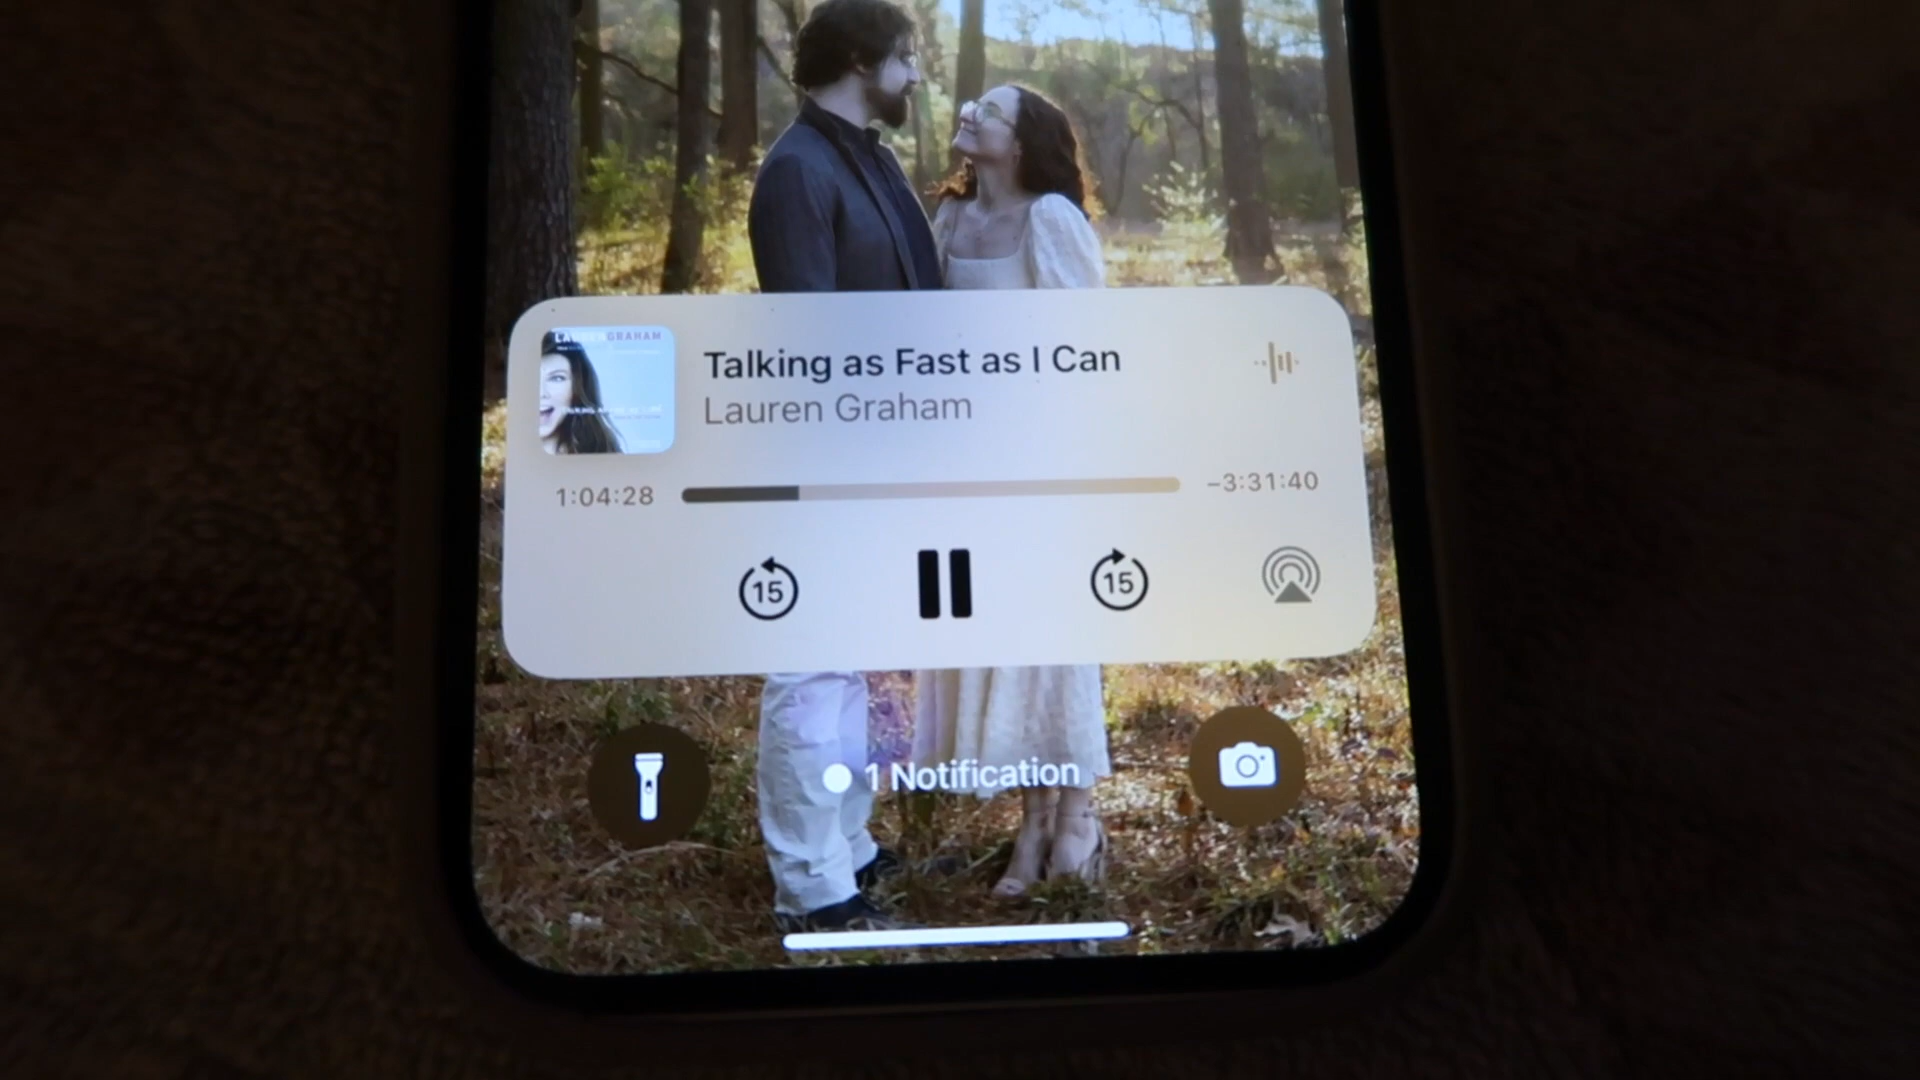 LAUREN GRAHAM
Talking as Fast as I Can
Lauren Graham
1:04:28
-3:31:40
15
15
1 Notification